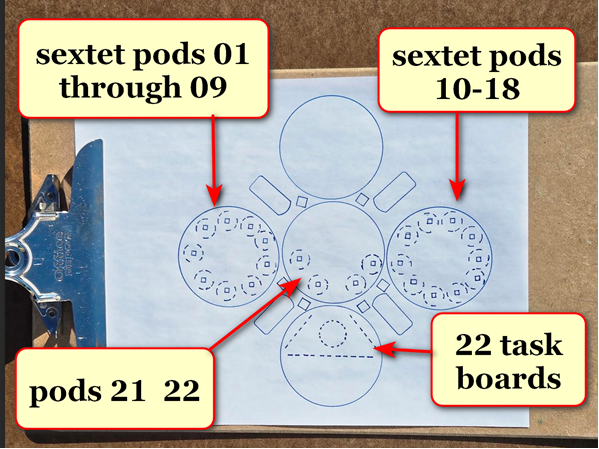 sextet pods 01
through 09
sextet pods
10-18
pods 21  22
22 task
boards